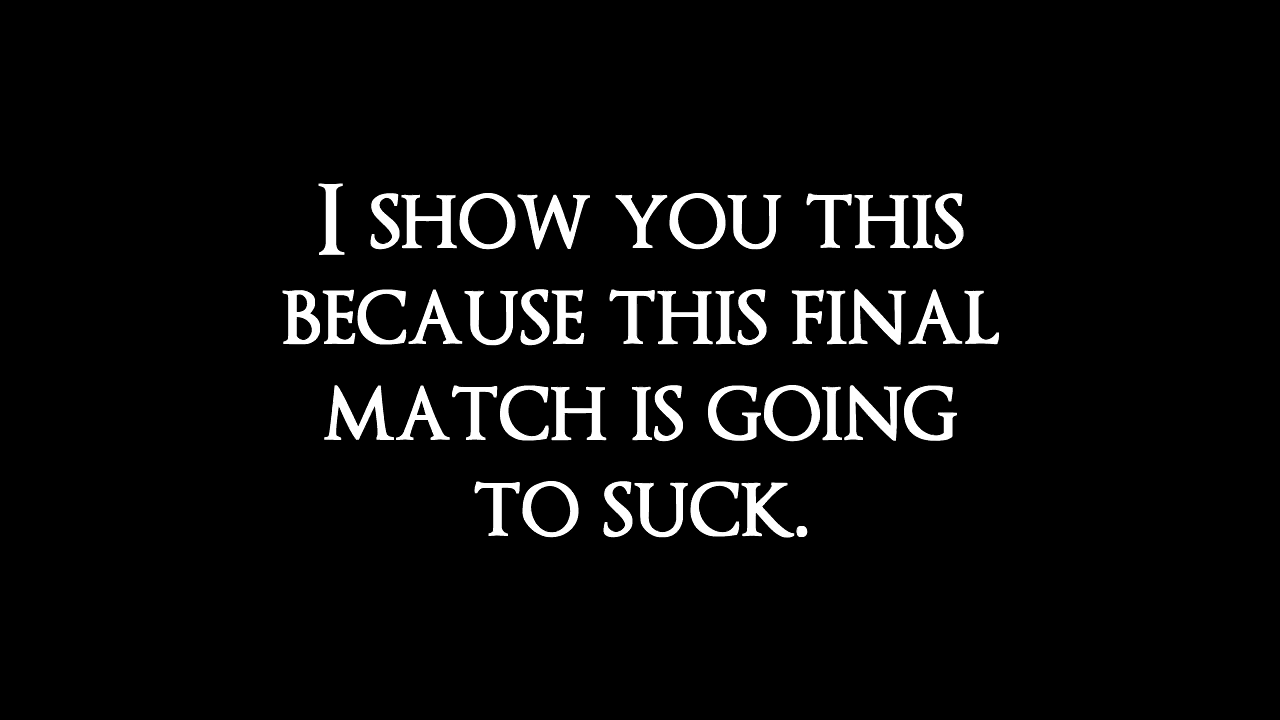 I SHOW YOU THIS
BECAUSE THIS FINAL
MATCH IS GOING
TO SUCK.